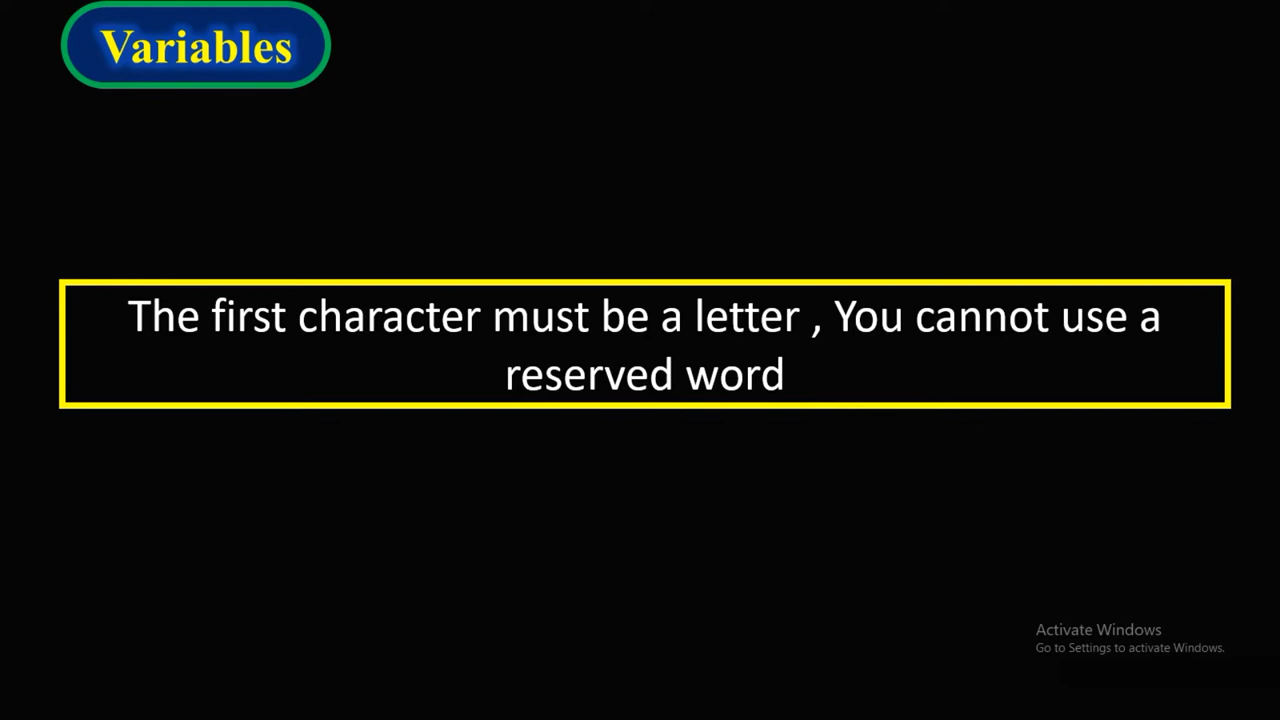 Variables
The first character must be a letter , You cannot use a
reserved word
Activate Windows
Go to Settings to activate Windows.